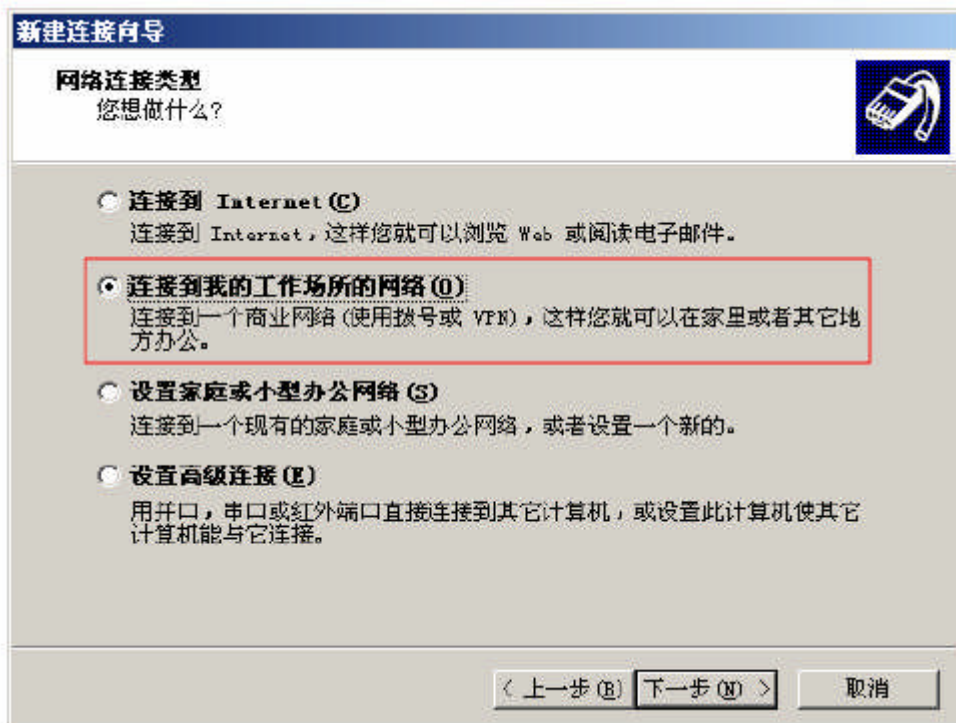 新建连接向导
网络连接类型
您想做什么?
连接到 Internet(C)
连接到 Internet，这样您就可以浏览 Web 或阅读电子邮件。
连接到我的工作场所的网络(O)
连接到一个商业网络(使用拨号或 VPN)，这样您就可以在家里或者其它地
方办公。
设置家庭或小型办公网络(S)
连接到一个现有的家庭或小型办公网络，或者设置一个新的。
设置高级连接(E)
用并口，串口或红外端口直接连接到其它计算机，或设置此计算机使其它
计算机能与它连接。
< 上一步(B) 下一步(N) > 取消